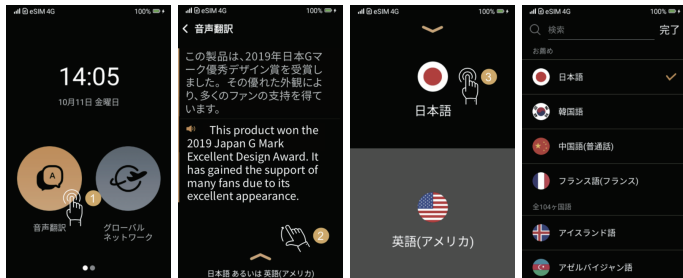 eSIM 4G 100%
14:05
10月11日 金曜日
A
1
音声翻訳
グローバル
ネットワーク
eSIM 4G 100%
音声翻訳
この製品は、2019年日本Gマ
ーク優秀デザイン賞を受賞し
ました。その優れた外観によ
り、多くのファンの支持を得て
います。
This product won the
2019 Japan G Mark
Excellent Design Award. It
has gained the support of
many fans due to its
excellent appearance.
2
日本語 あるいは 英語(アメリカ)
eSIM 4G 100%
3
日本語
英語(アメリカ)
eSIM 4G 100%
検索 完了
お薦め
日本語
韓国語
中国語(普通話)
フランス語(フランス)
全104ヶ国語
アイスランド語
アゼルバイジャン語